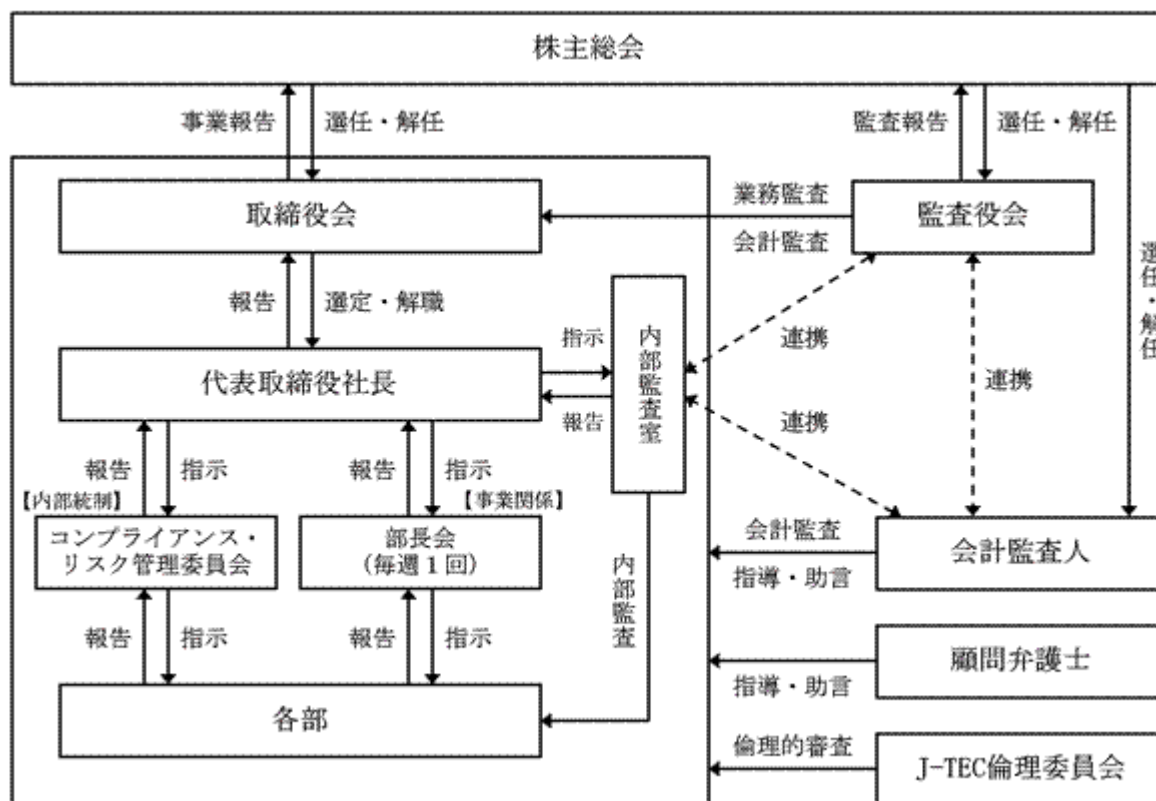 株主総会
事業報告
選任・解任
監査報告
選任・解任
選任・解任
取締役会
業務監査
会計監査
監査役会
報告
選定・解職
指示
報告
内部監査室
連携
連携
連携
代表取締役社長
報告
指示
報告
指示
【内部統制】
【事業関係】
コンプライアンス・
リスク管理委員会
部長会
(毎週1回)
内部監査
会計監査
指導・助言
会計監査人
報告
指示
報告
指示
指導・助言
顧問弁護士
各部
倫理的審査
J-TEC倫理委員会